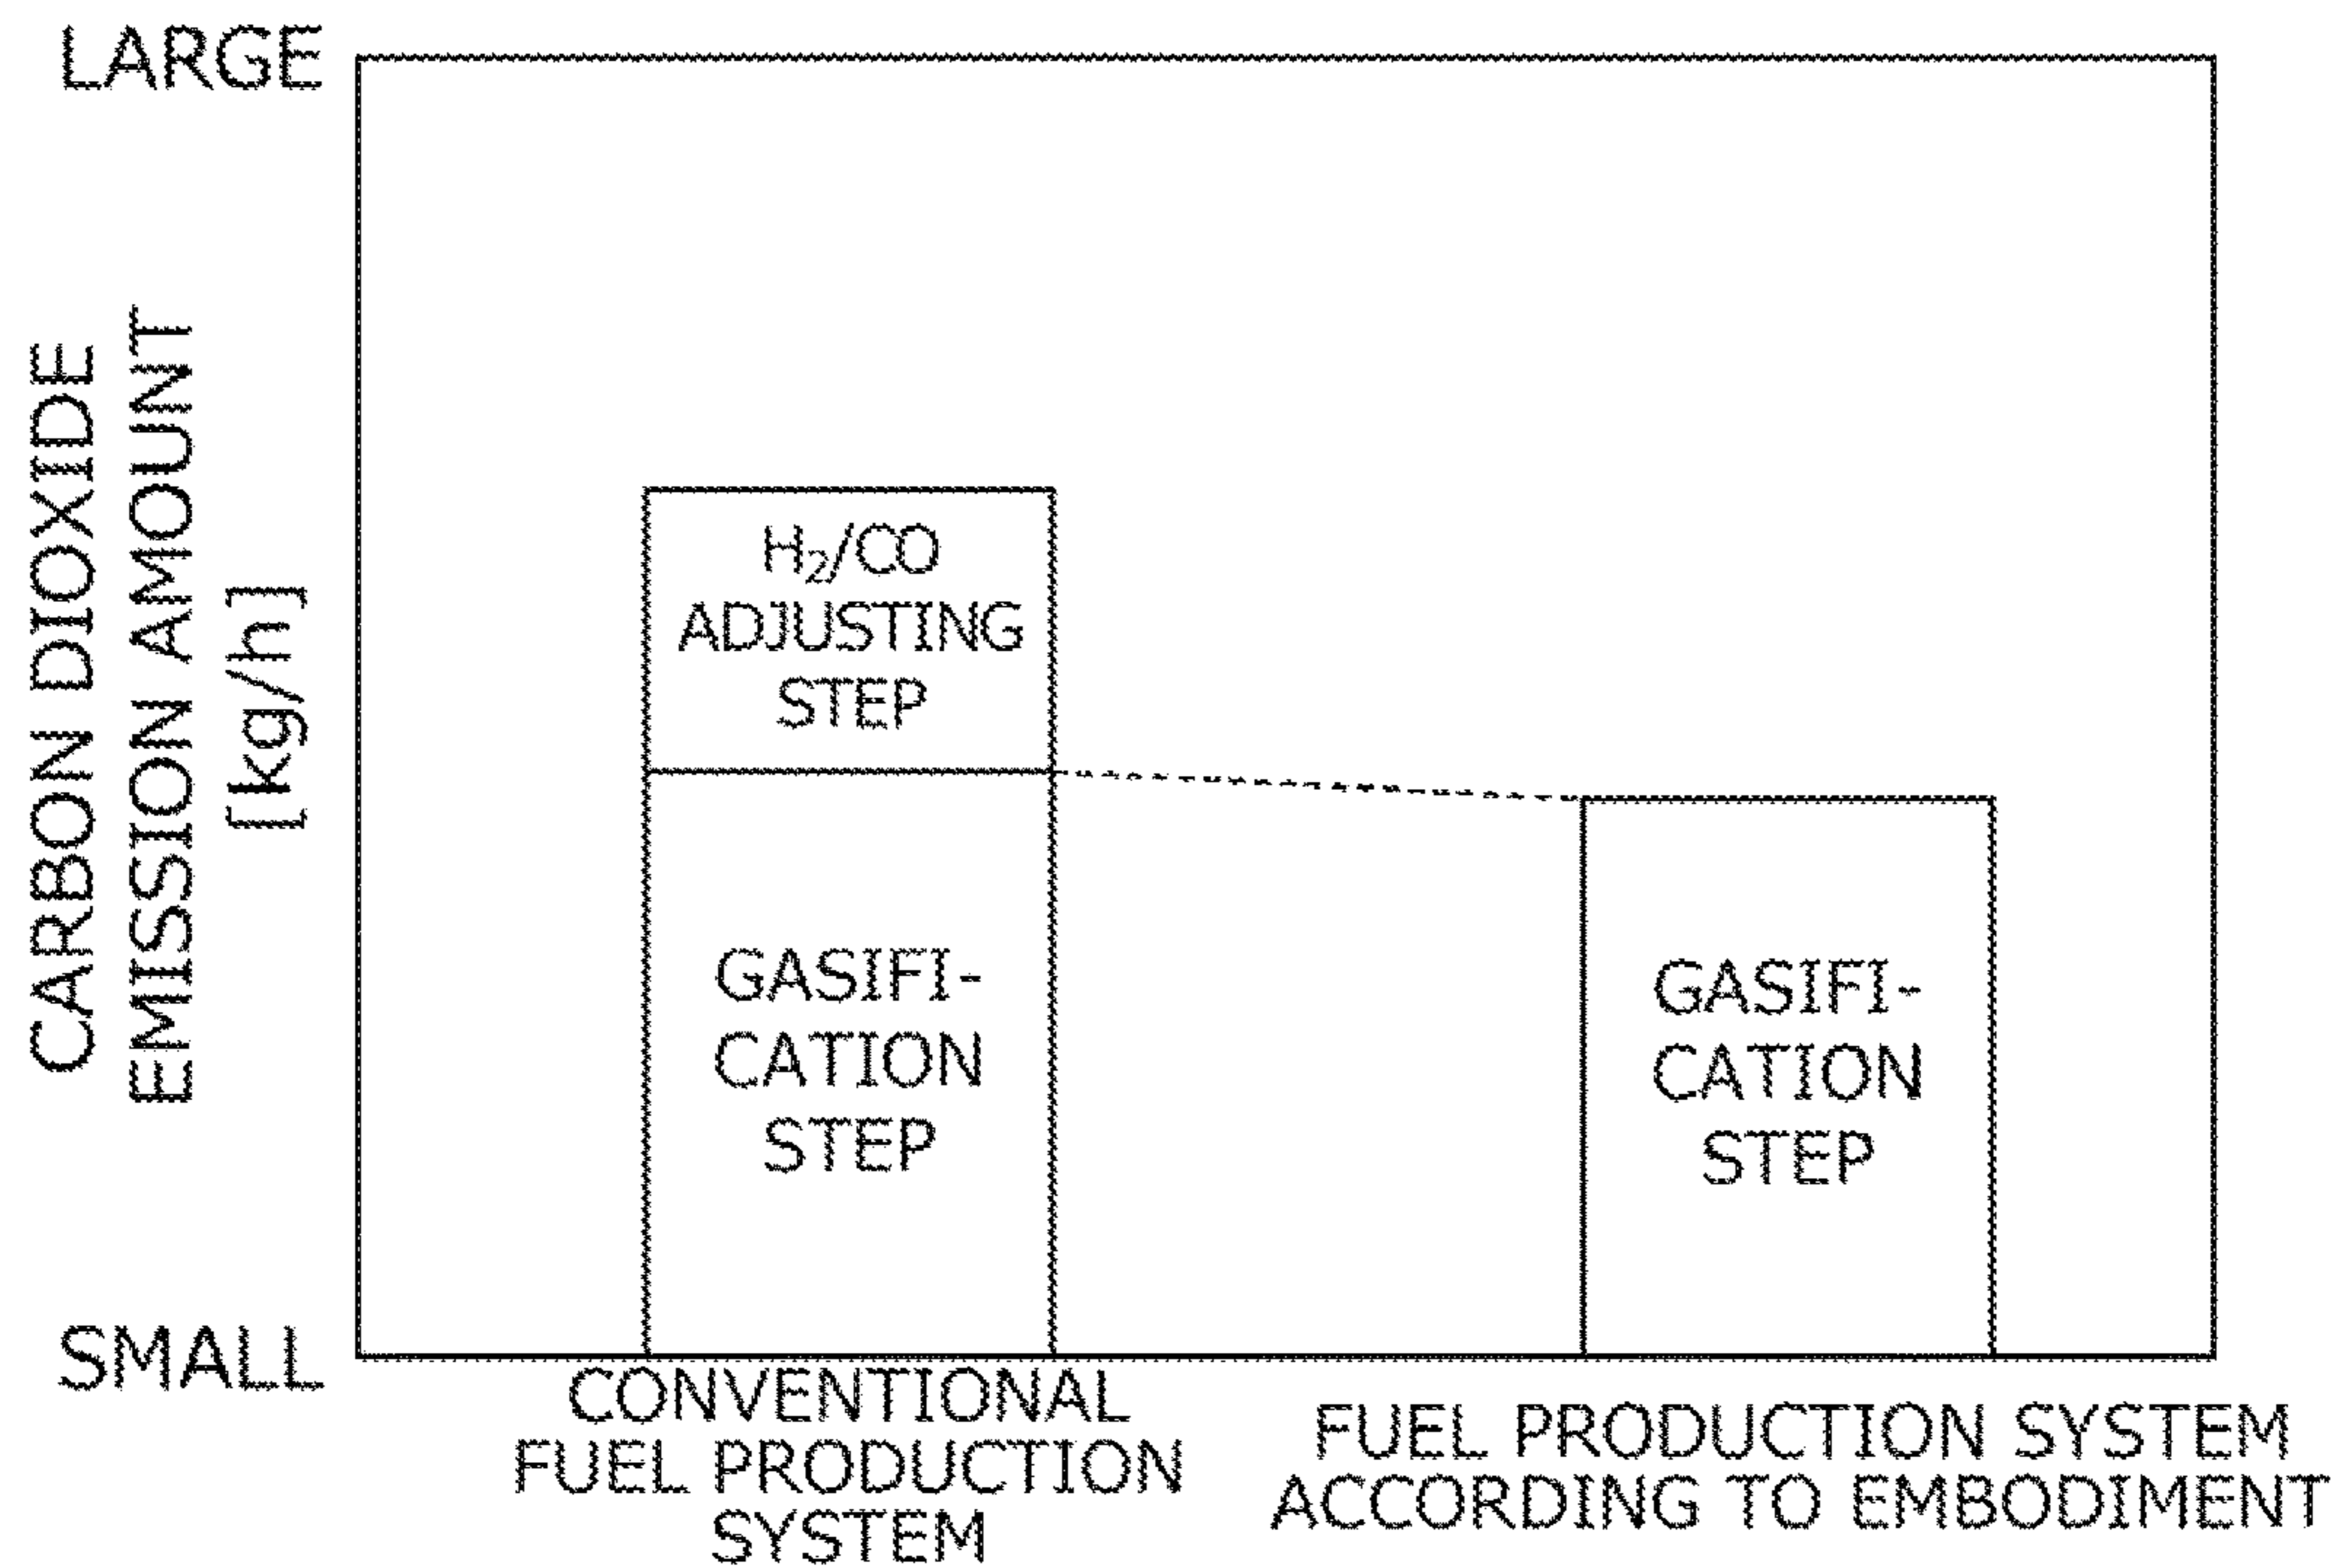 LARGE
CARBON DIOXIDE
EMISSION AMOUNT
[kg/h]
SMALL
H₂/CO
ADJUSTING
STEP
GASIFI-
CATION
STEP
GASIFI-
CATION
STEP
CONVENTIONAL
FUEL PRODUCTION
SYSTEM
FUEL PRODUCTION SYSTEM
ACCORDING TO EMBODIMENT